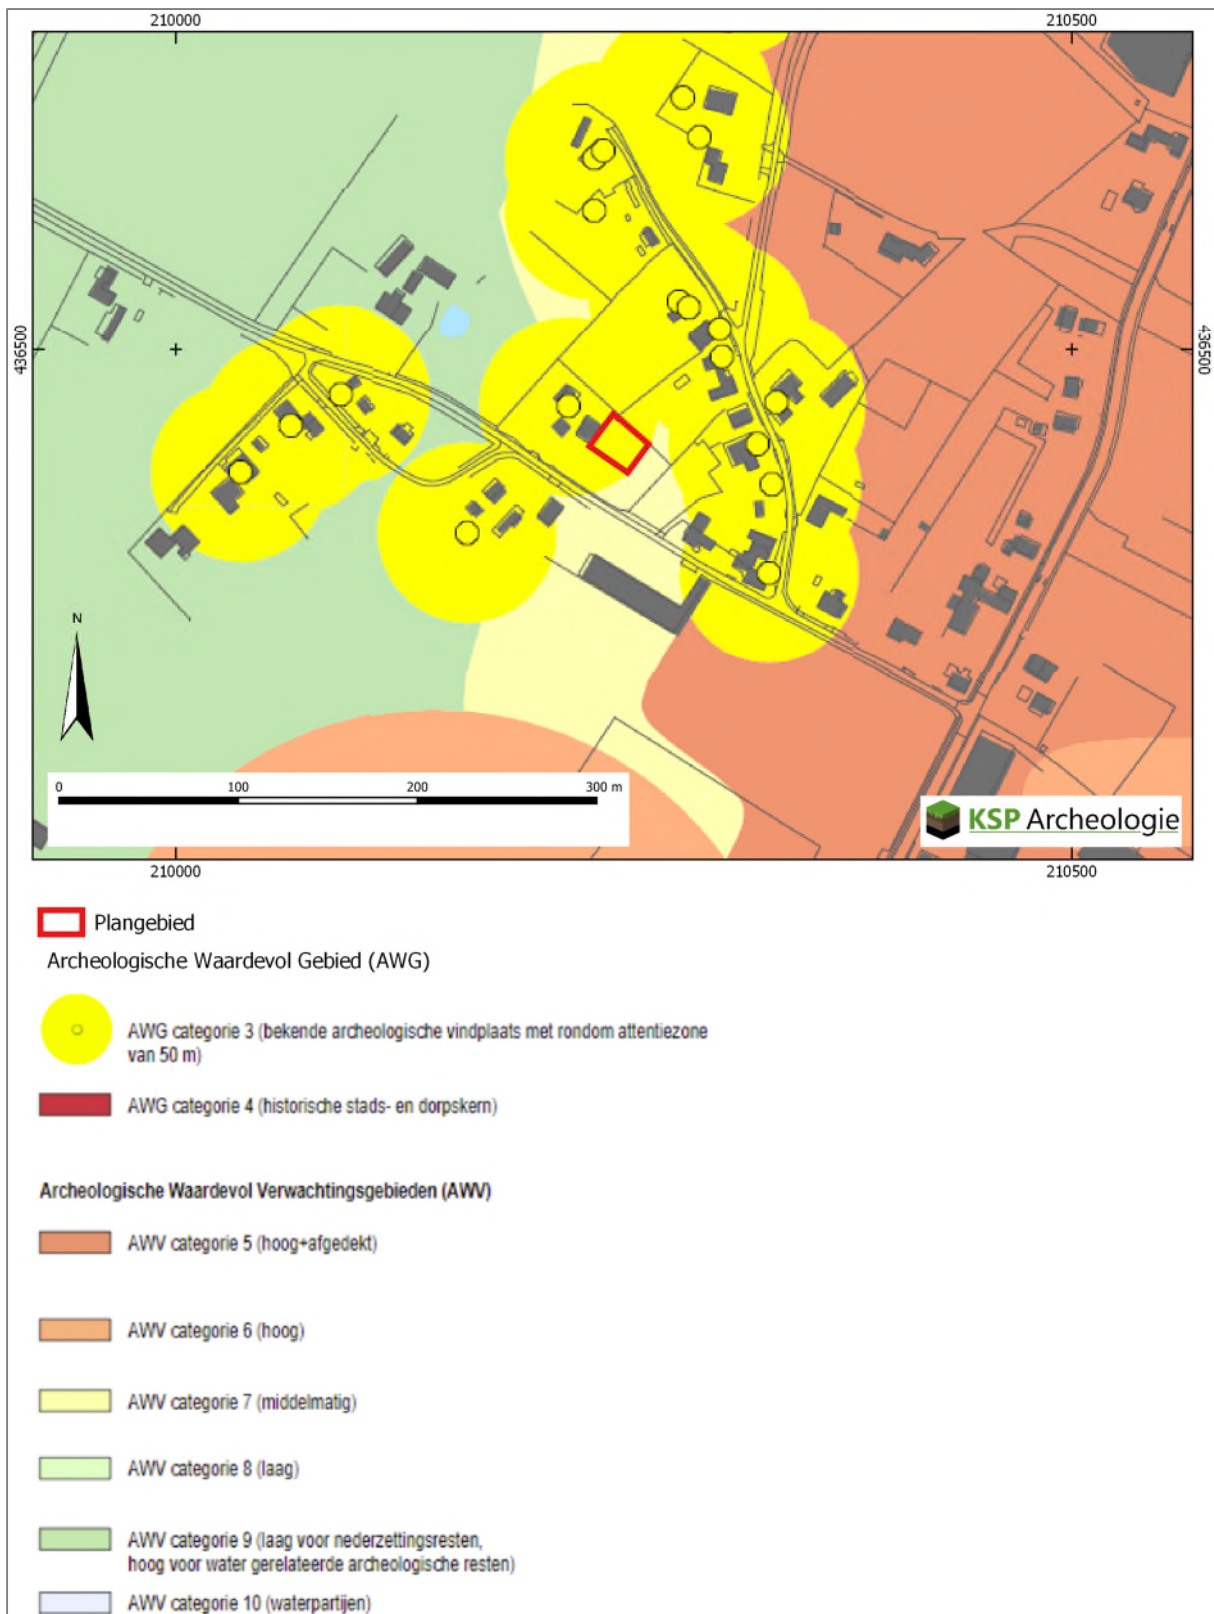 210000
210500
436500
436500
N
0
100
200
300 m
KSP Archeologie
210000
210500
Plangebied
Archeologische Waardevol Gebied (AWG)
AWG categorie 3 (bekende archeologische vindplaats met rondom attentiezone
van 50 m)
AWG categorie 4 (historische stads- en dorpskern)
Archeologische Waardevol Verwachtingsgebieden (AWV)
AWV categorie 5 (hoog+afgedekt)
AWV categorie 6 (hoog)
AWV categorie 7 (middelmatig)
AWV categorie 8 (laag)
AWV categorie 9 (laag voor nederzettingsresten,
hoog voor water gerelateerde archeologische resten)
AWV categorie 10 (waterpartijen)